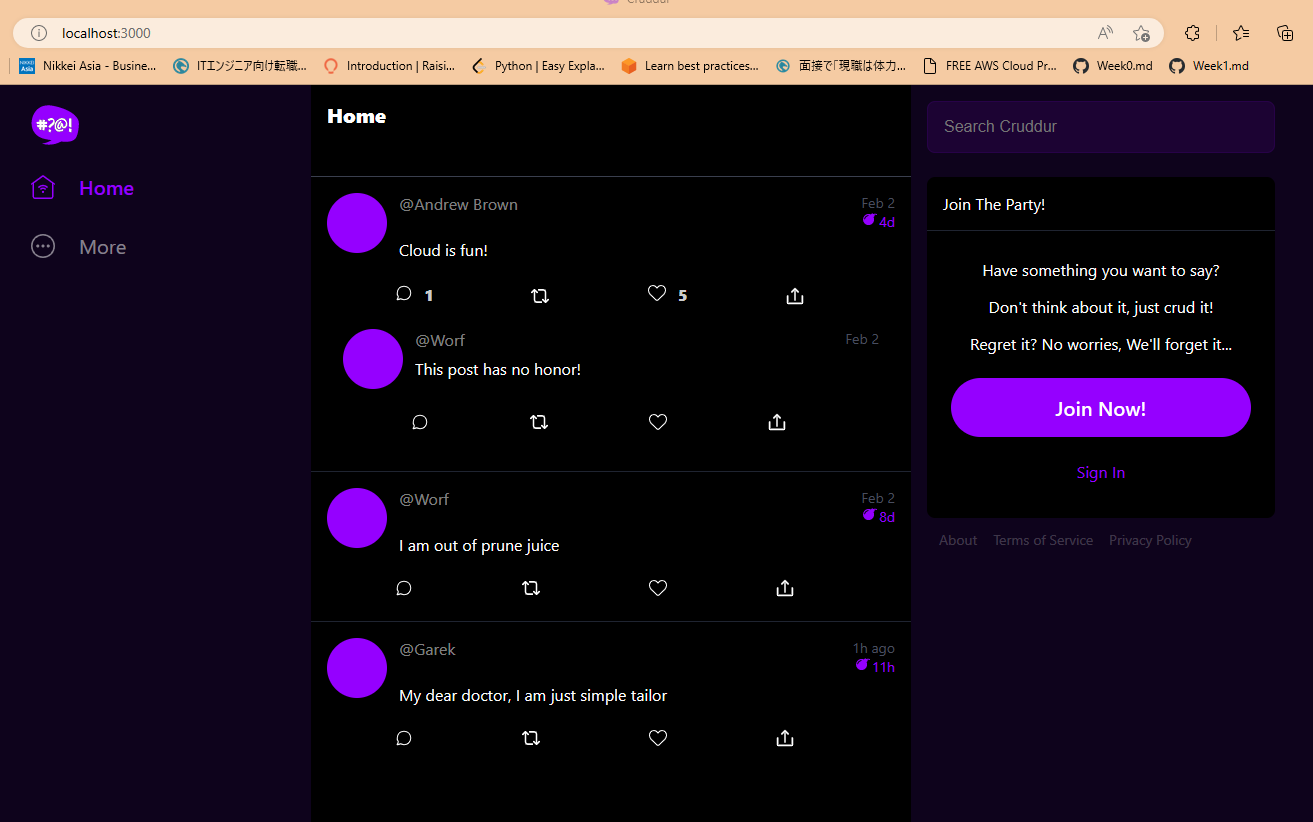 Cruddur
localhost:3000
Nikkei Asia - Busine...
ITエンジニア向け転職...
Introduction | Raisi...
Python | Easy Expla...
Learn best practices...
面接で「現職は体力...
FREE AWS Cloud Pr...
Week0.md
Week1.md
#?@!
Home
More
Home
@Andrew Brown
Feb 2
4d
Cloud is fun!
1
5
@Worf
Feb 2
This post has no honor!
@Worf
Feb 2
8d
I am out of prune juice
@Garek
1h ago
11h
My dear doctor, I am just simple tailor
Search Cruddur
Join The Party!
Have something you want to say?
Don't think about it, just crud it!
Regret it? No worries, We'll forget it...
Join Now!
Sign In
About
Terms of Service
Privacy Policy